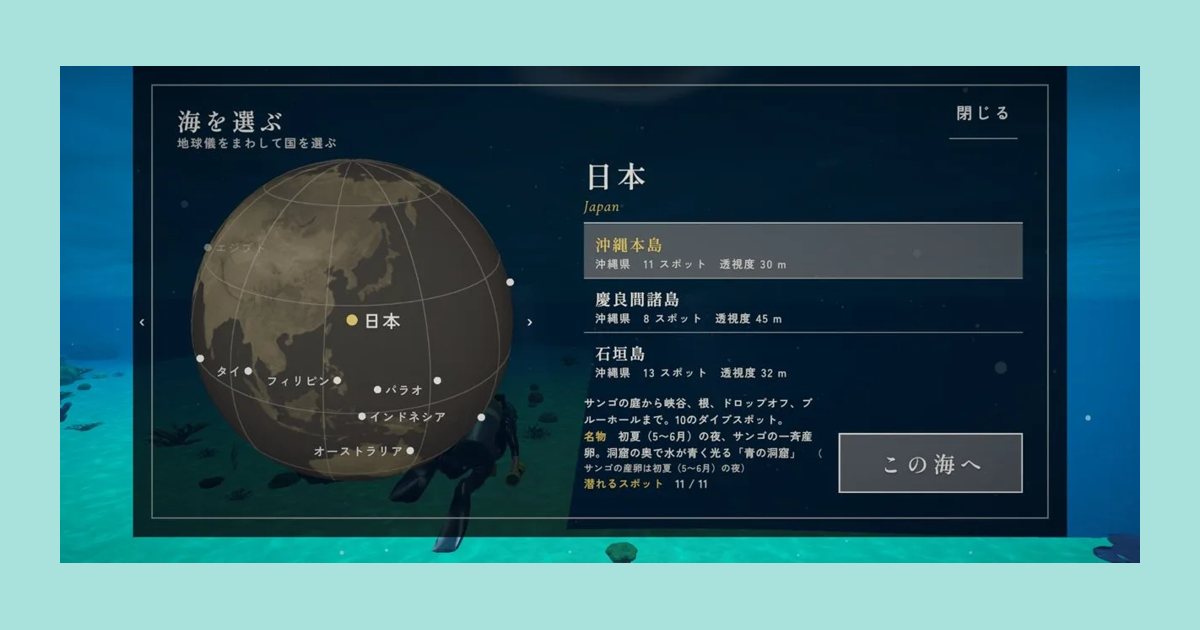 海を選ぶ
地球儀をまわして国を選ぶ
閉じる
エジプト
日本
タイ
フィリピン
パラオ
インドネシア
オーストラリア
日本
Japan
沖縄本島
沖縄県 11 スポット 透視度 30 m
慶良間諸島
沖縄県 8 スポット 透視度 45 m
石垣島
沖縄県 13 スポット 透視度 32 m
サンゴの庭から峡谷、根、ドロップオフ、ブ
ルーホールまで。10のダイブスポット。
名物 初夏（5〜6月）の夜、サンゴの一斉産
卵。洞窟の奥で水が青く光る「青の洞窟」 （
サンゴの産卵は初夏（5〜6月）の夜）
潜れるスポット 11 / 11
この海へ